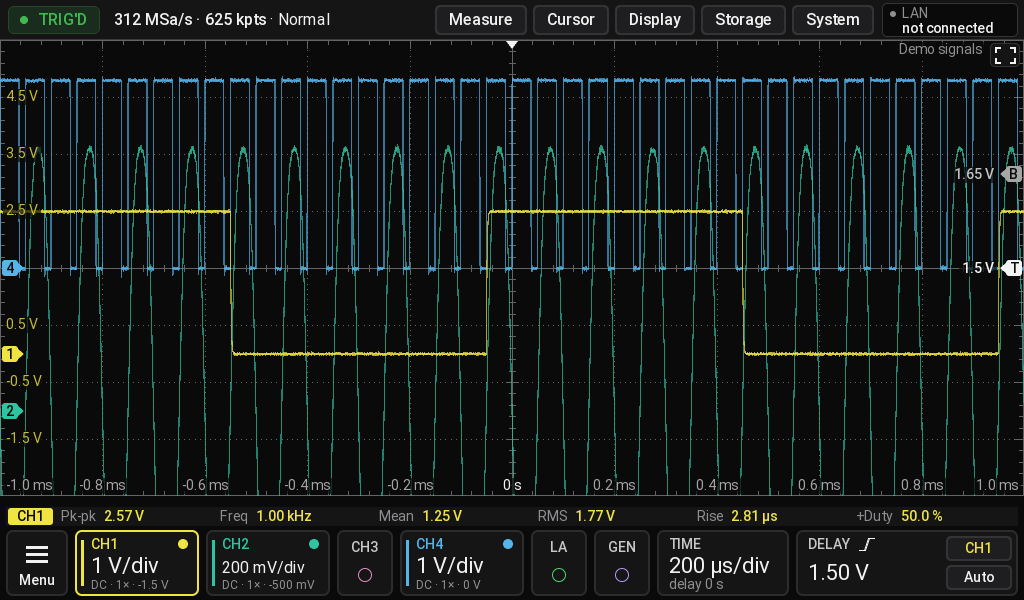 TRIG'D 312 MSa/s · 625 kpts · Normal Measure Cursor Display Storage System LAN
not connected
Demo signals
4.5 V
3.5 V
1.65 V B
2.5 V
4 1.5 V T
0.5 V
1
-0.5 V
2
-1.5 V
-1.0 ms -0.8 ms -0.6 ms -0.4 ms -0.2 ms 0 s 0.2 ms 0.4 ms 0.6 ms 0.8 ms 1.0 ms
CH1 Pk-pk 2.57 V Freq 1.00 kHz Mean 1.25 V RMS 1.77 V Rise 2.81 µs +Duty 50.0 %
Menu
CH1
1 V/div
DC · 1× · -1.5 V
CH2
200 mV/div
DC · 1× · -500 mV
CH3
CH4
1 V/div
DC · 1× · 0 V
LA
GEN
TIME
200 µs/div
delay 0 s
DELAY
1.50 V
CH1
Auto